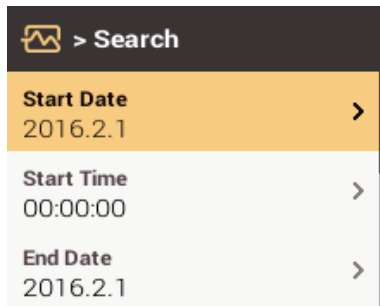 > Search
Start Date
2016.2.1
Start Time
00:00:00
End Date
2016.2.1